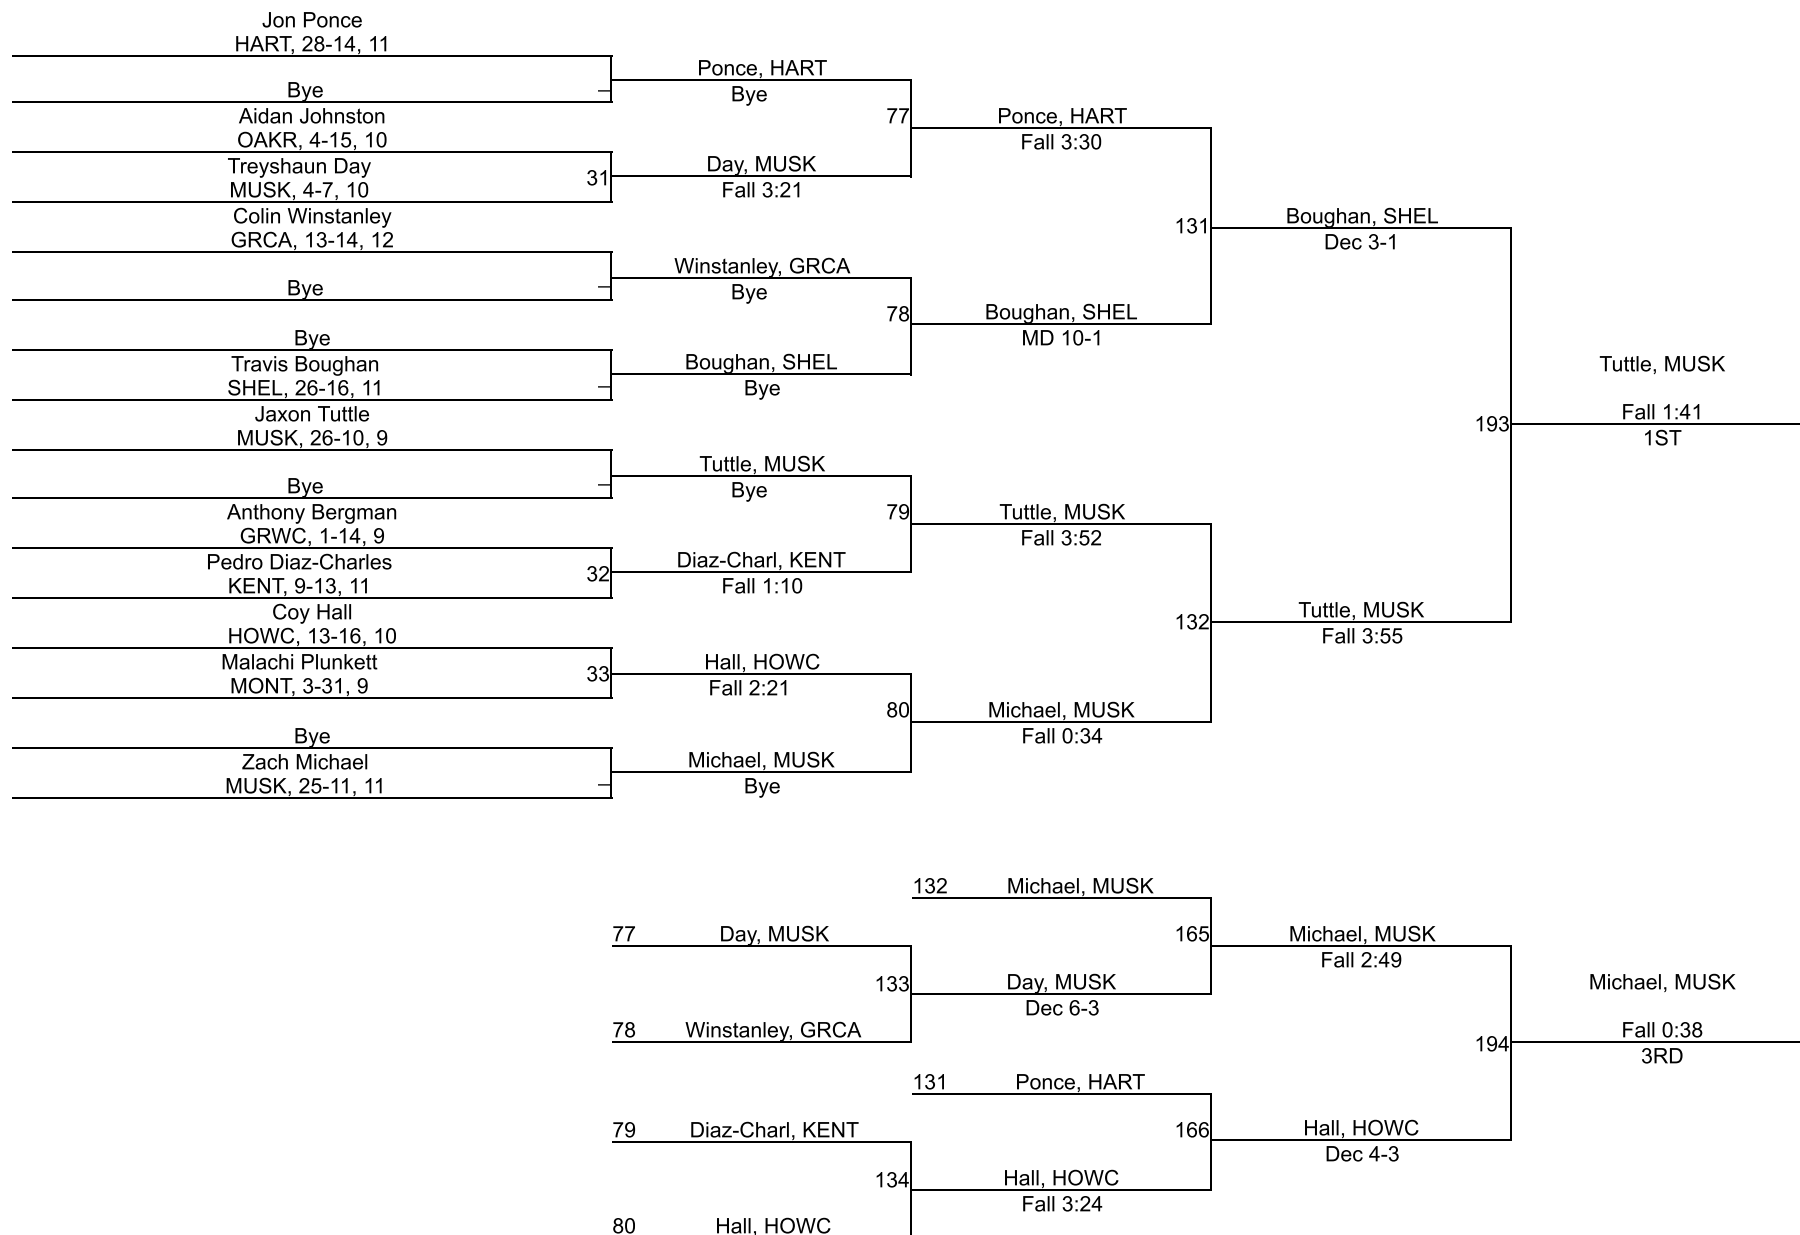 Jon Ponce
HART, 28-14, 11
Bye
Aidan Johnston
OAKR, 4-15, 10
Treyshaun Day
MUSK, 4-7, 10
31
Colin Winstanley
GRCA, 13-14, 12
Bye
Bye
Travis Boughan
SHEL, 26-16, 11
Jaxon Tuttle
MUSK, 26-10, 9
Bye
Anthony Bergman
GRWC, 1-14, 9
Pedro Diaz-Charles
KENT, 9-13, 11
32
Coy Hall
HOWC, 13-16, 10
Malachi Plunkett
MONT, 3-31, 9
33
Bye
Zach Michael
MUSK, 25-11, 11
Ponce, HART
Bye
77
Day, MUSK
Fall 3:21
Winstanley, GRCA
Bye
78
Boughan, SHEL
Bye
Tuttle, MUSK
Bye
79
Diaz-Charl, KENT
Fall 1:10
Hall, HOWC
Fall 2:21
80
Michael, MUSK
Bye
Ponce, HART
Fall 3:30
131
Boughan, SHEL
MD 10-1
Tuttle, MUSK
Fall 3:52
132
Michael, MUSK
Fall 0:34
Boughan, SHEL
Dec 3-1
193
Tuttle, MUSK
Fall 3:55
Tuttle, MUSK
Fall 1:41
1ST
77 Day, MUSK
133
78 Winstanley, GRCA
79 Diaz-Charl, KENT
134
80 Hall, HOWC
132 Michael, MUSK
165
Day, MUSK
Dec 6-3
131 Ponce, HART
166
Hall, HOWC
Fall 3:24
Michael, MUSK
Fall 2:49
194
Hall, HOWC
Dec 4-3
Michael, MUSK
Fall 0:38
3RD